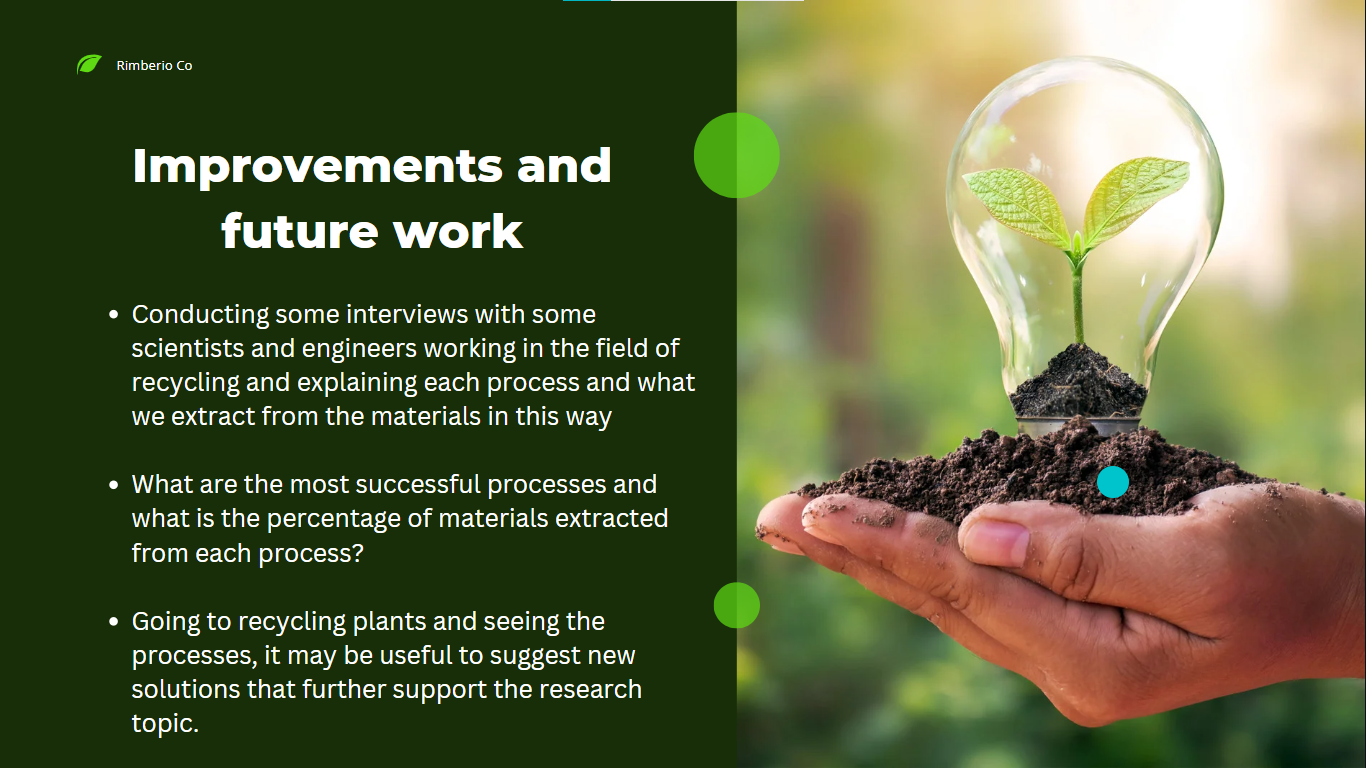 Rimberio Co
Improvements and
future work
• Conducting some interviews with some
scientists and engineers working in the field of
recycling and explaining each process and what
we extract from the materials in this way
• What are the most successful processes and
what is the percentage of materials extracted
from each process?
• Going to recycling plants and seeing the
processes, it may be useful to suggest new
solutions that further support the research
topic.